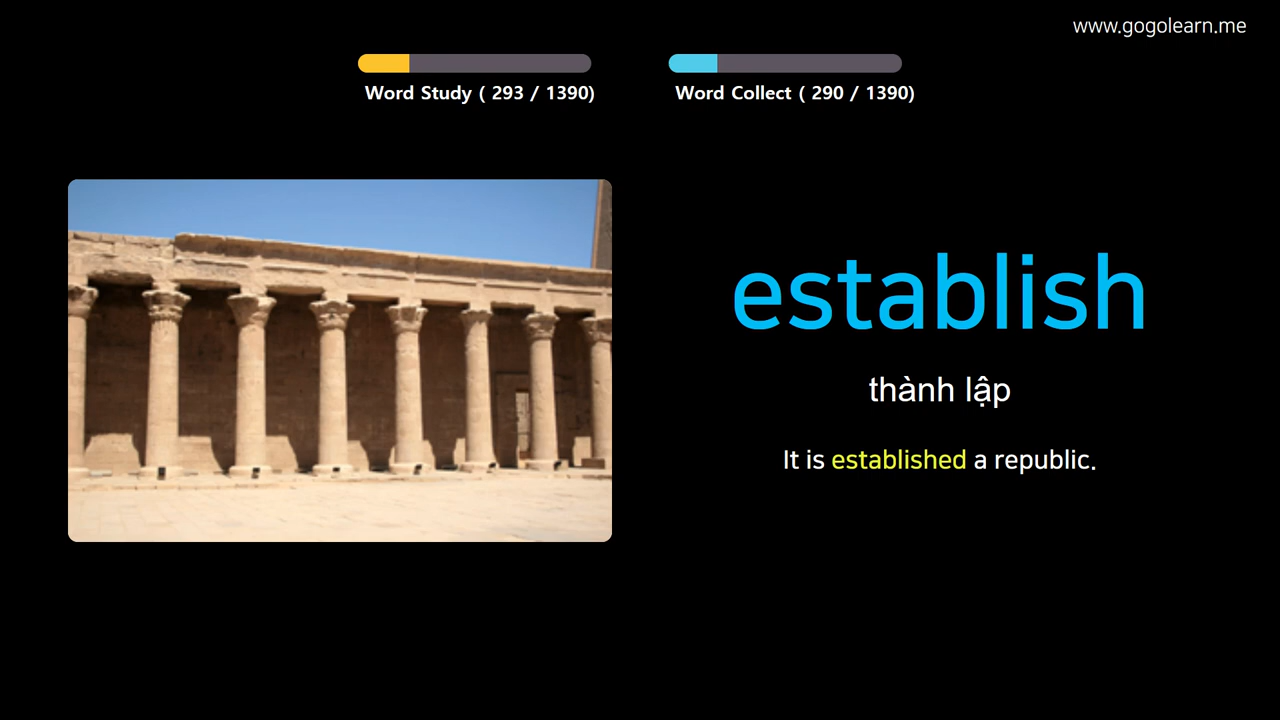 www.gogolearn.me
Word Study ( 293 / 1390)
Word Collect ( 290 / 1390)
establish
thành lập
It is established a republic.